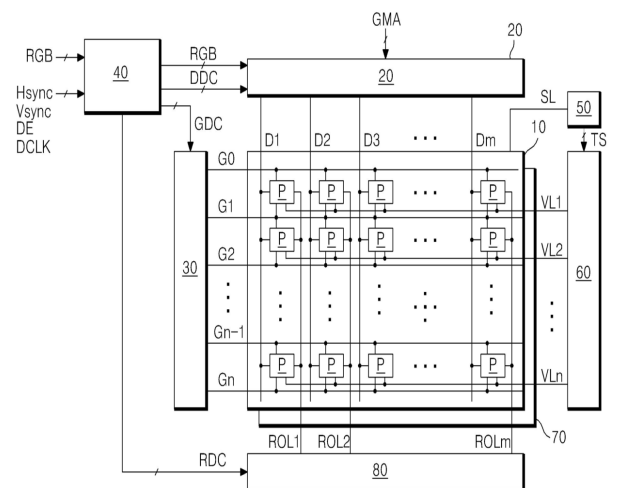 GMA
20
RGB
RGB
40
20
DDC
Hsync
SL
50
Vsync
GDC
DE
D1 D2 D3 ... Dm
10
TS
DCLK
G0
P P P ... P
G1
VL1
P P P ... P
G2
VL2
30
60
Gn-1
P P P ... P
Gn
VLn
70
ROL1 ROL2 ROLm
RDC
80